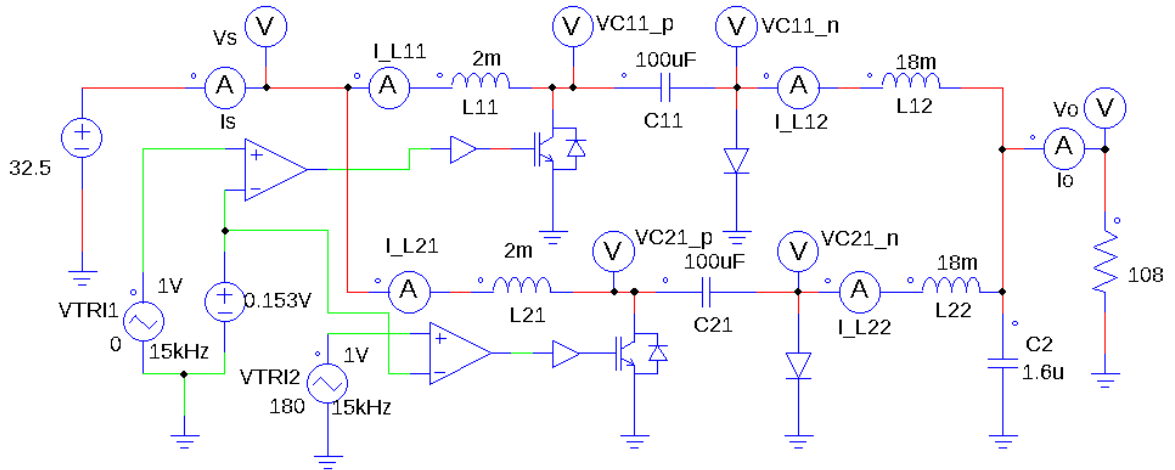 VC11_p
VC11_n
V
V
V
Vs
I_L11
2m
100uF
18m
A
A
A
Is
L11
C11
I_L12
L12
Vo
V
A
Io
32.5
I_L21
2m
VC21_p
V
100uF
VC21_n
V
18m
1V
VTRI1
0
15kHz
0.153V
A
L21
C21
A
I_L22
L22
108
1V
VTRI2
180
15kHz
C2
1.6u